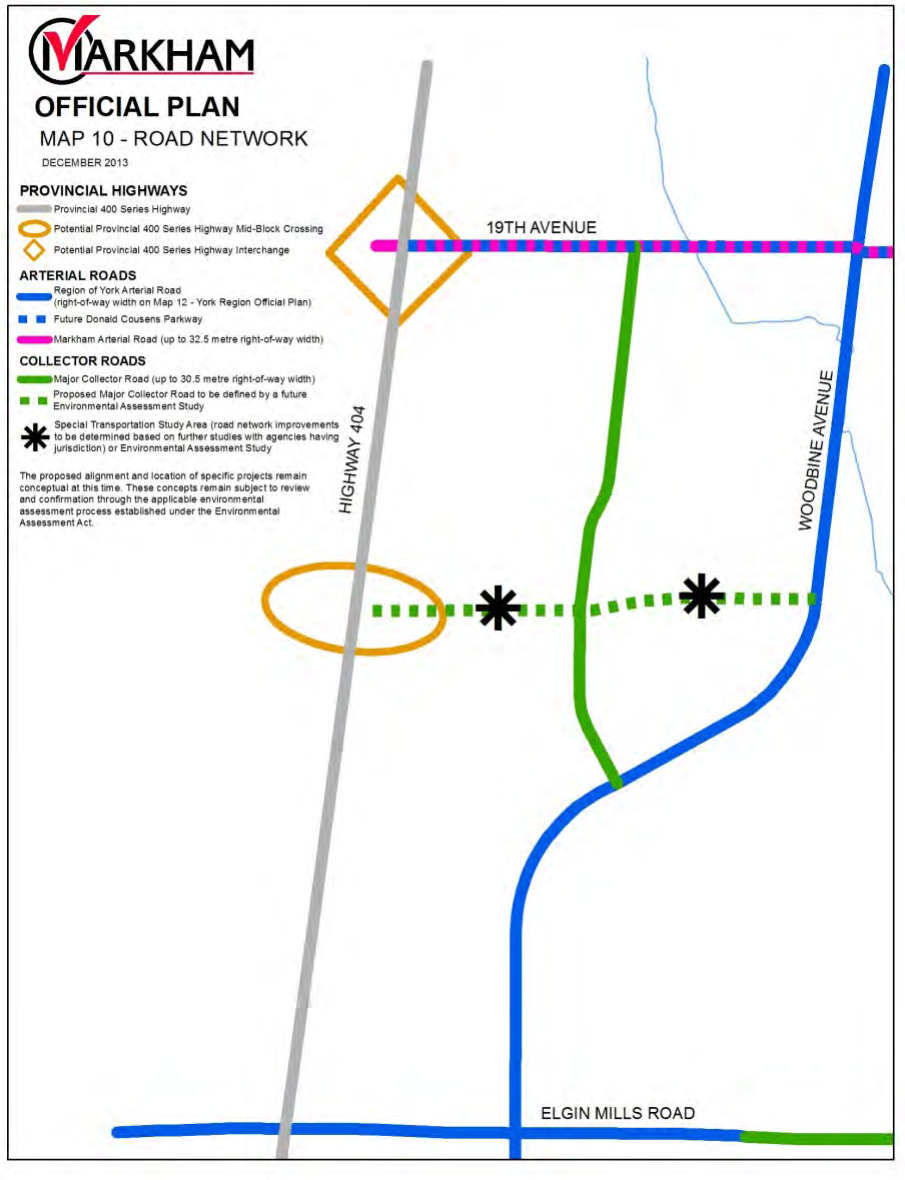 MARKHAM
OFFICIAL PLAN
MAP 10 - ROAD NETWORK
DECEMBER 2013
PROVINCIAL HIGHWAYS
Provincial 400 Series Highway
Potential Provincial 400 Series Highway Mid-Block Crossing
Potential Provincial 400 Series Highway Interchange
ARTERIAL ROADS
Region of York Arterial Road
(right-of-way width on Map 12 - York Region Official Plan)
Future Donald Cousens Parkway
Markham Arterial Road (up to 32.5 metre right-of-way width)
COLLECTOR ROADS
Major Collector Road (up to 30.5 metre right-of-way width)
Proposed Major Collector Road to be defined by a future
Environmental Assessment Study
Special Transportation Study Area (road network improvements
to be determined based on further studies with agencies having
jurisdiction) or Environmental Assessment Study
The proposed alignment and location of specific projects remain
conceptual at this time. These concepts remain subject to review
and confirmation through the applicable environmental
assessment process established under the Environmental
Assessment Act.
19TH AVENUE
HIGHWAY 404
WOODBINE AVENUE
ELGIN MILLS ROAD